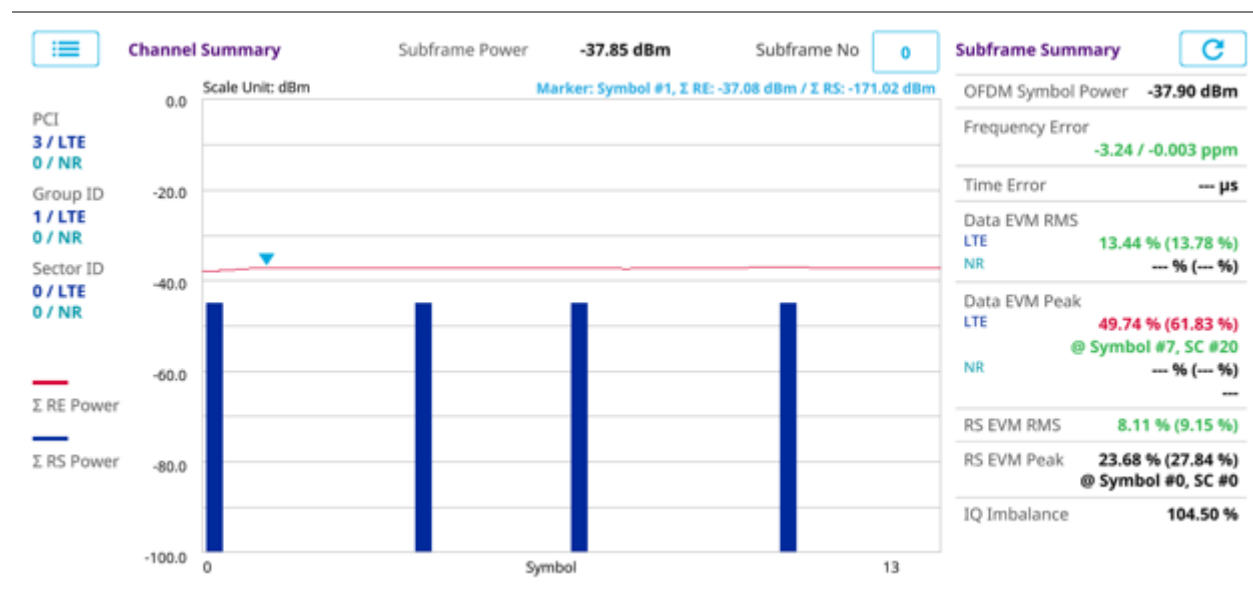 Channel Summary
Subframe Power -37.85 dBm
Subframe No 0
Scale Unit: dBm
Marker: Symbol #1, Σ RE: -37.08 dBm / Σ RS: -171.02 dBm
PCI
3 / LTE
0 / NR
Group ID
1 / LTE
0 / NR
Sector ID
0 / LTE
0 / NR
Σ RE Power
Σ RS Power
0.0
-20.0
-40.0
-60.0
-80.0
-100.0
0 Symbol 13
Subframe Summary
OFDM Symbol Power -37.90 dBm
Frequency Error
-3.24 / -0.003 ppm
Time Error --- µs
Data EVM RMS
LTE 13.44 % (13.78 %)
NR --- % (--- %)
Data EVM Peak
LTE 49.74 % (61.83 %)
@ Symbol #7, SC #20
NR --- % (--- %)
---
RS EVM RMS 8.11 % (9.15 %)
RS EVM Peak 23.68 % (27.84 %)
@ Symbol #0, SC #0
IQ Imbalance 104.50 %